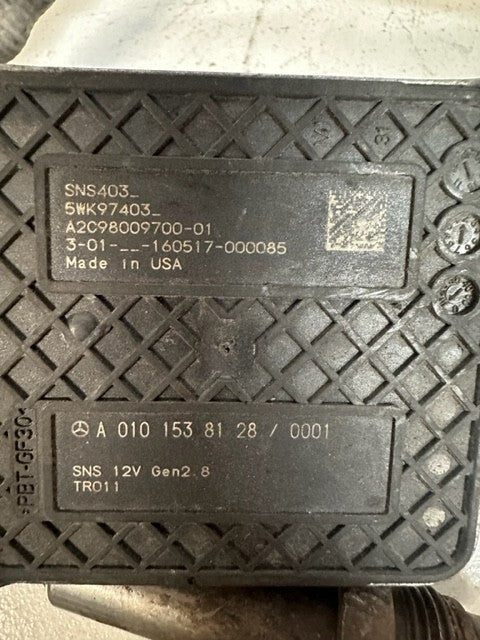 SNS403_
5WK97403_
A2C98009700-01
3-01-__-160517-000085
Made in USA
A 010 153 81 28 / 0001
SNS 12V Gen2.8
TR011
>PBT-GF30<